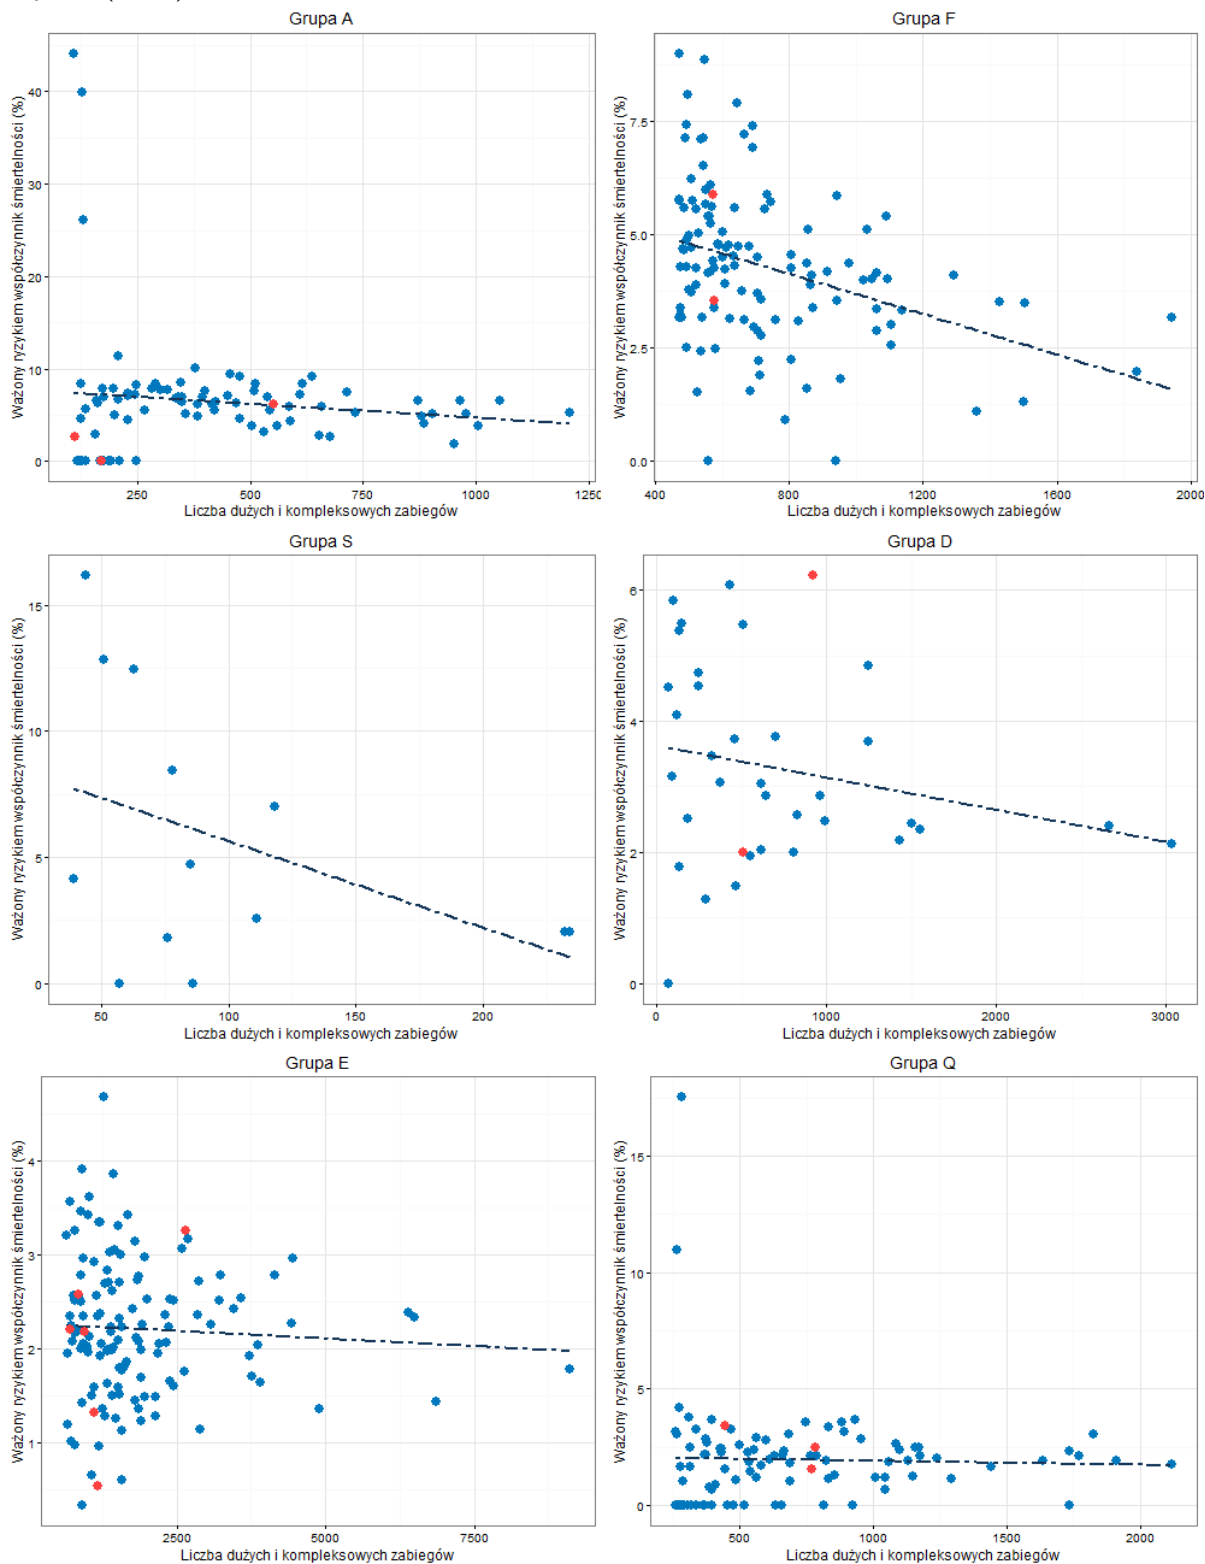 Grupa A
Grupa F
Ważony ryzykiem współczynnik śmiertelności (%)
40
30
20
10
0
250
500
750
1000
1250
Liczba dużych i kompleksowych zabiegów
Ważony ryzykiem współczynnik śmiertelności (%)
7.5
5.0
2.5
0.0
400
800
1200
1600
2000
Liczba dużych i kompleksowych zabiegów
Grupa S
Grupa D
Ważony ryzykiem współczynnik śmiertelności (%)
15
10
5
0
50
100
150
200
Liczba dużych i kompleksowych zabiegów
Ważony ryzykiem współczynnik śmiertelności (%)
6
4
2
0
0
1000
2000
3000
Liczba dużych i kompleksowych zabiegów
Grupa E
Grupa Q
Ważony ryzykiem współczynnik śmiertelności (%)
4
3
2
1
2500
5000
7500
Liczba dużych i kompleksowych zabiegów
Ważony ryzykiem współczynnik śmiertelności (%)
15
10
5
0
500
1000
1500
2000
Liczba dużych i kompleksowych zabiegów